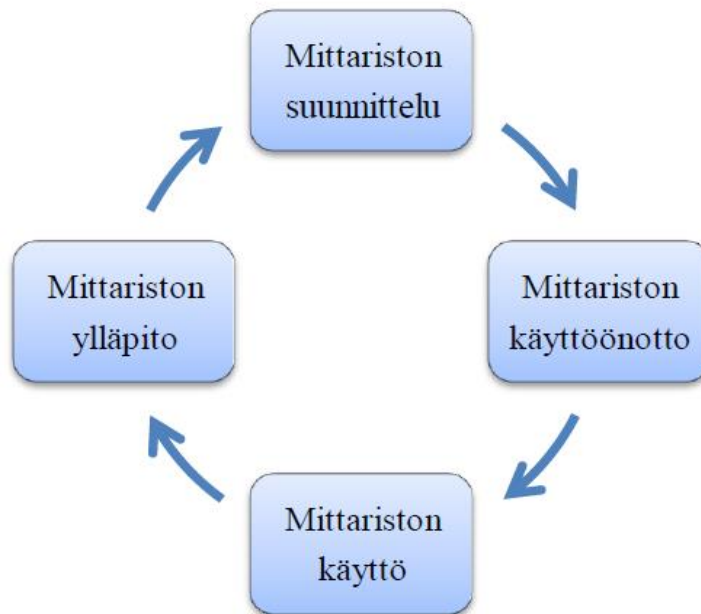 Mittariston
suunnittelu
Mittariston
käyttöönotto
Mittariston
käyttö
Mittariston
ylläpito